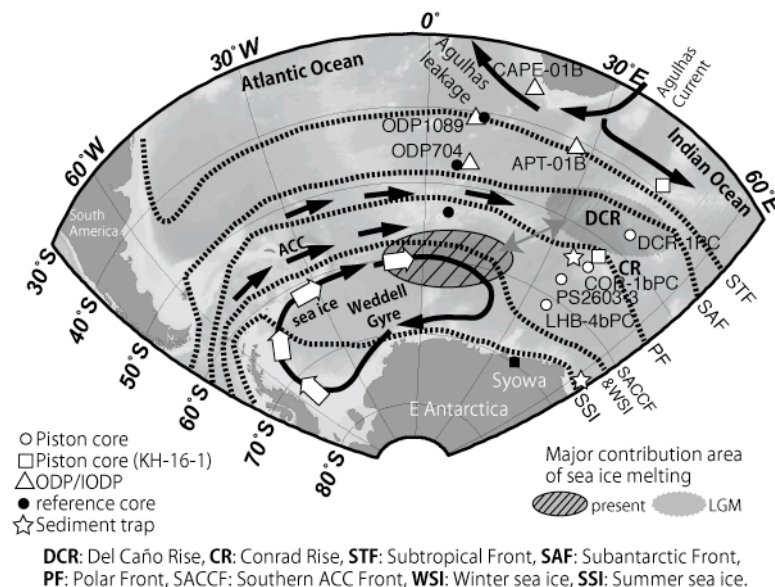 0°
30°W
30°E
60°W
60°E
Atlantic Ocean
Agulhas
leakage
CAPE-01B
Agulhas
Current
Indian Ocean
ODP1089
ODP704
APT-01B
South
America
ACC
DCR
DCR-1PC
CR
COR-1bPC
PS2603-3
LHB-4bPC
sea ice
Weddell
Gyre
STF
SAF
PF
SACCF
&WSI
SSI
Syowa
E Antarctica
30°S
40°S
50°S
60°S
70°S
80°S
Piston core
Piston core (KH-16-1)
ODP/IODP
reference core
Sediment trap
Major contribution area
of sea ice melting
present
LGM
DCR: Del Caño Rise, CR: Conrad Rise, STF: Subtropical Front, SAF: Subantarctic Front,
PF: Polar Front, SACCF: Southern ACC Front, WSI: Winter sea ice, SSI: Summer sea ice.